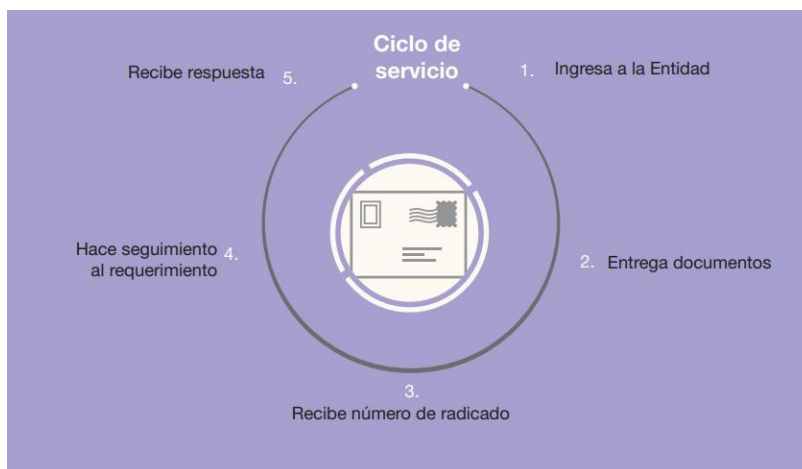 Ciclo de
servicio
1. Ingresa a la Entidad
2. Entrega documentos
3.
Recibe número de radicado
4. Hace seguimiento
al requerimiento
5. Recibe respuesta